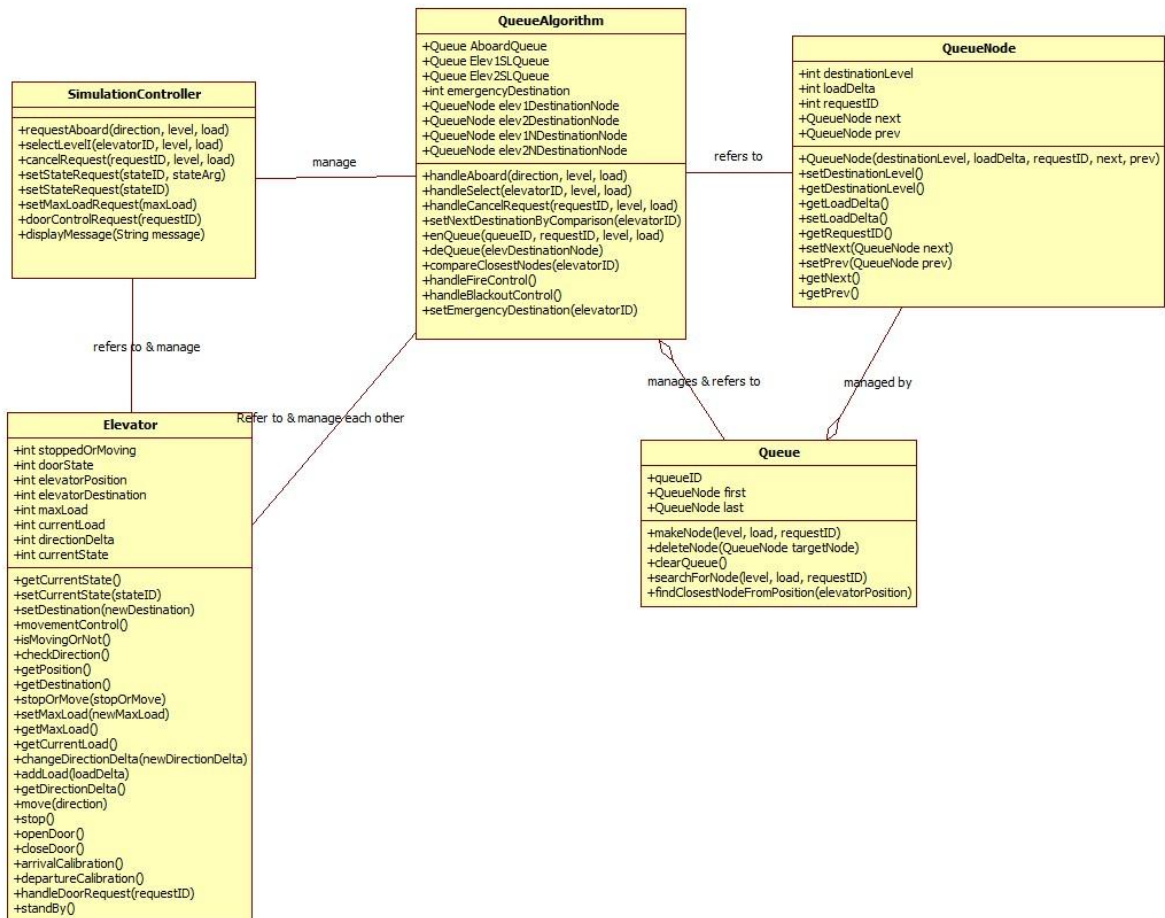 SimulationController
+requestAboard(direction, level, load)
+selectLevelI(elevatorID, level, load)
+cancelRequest(requestID, level, load)
+setStateRequest(stateID, stateArg)
+setStateRequest(stateID)
+setMaxLoadRequest(maxLoad)
+doorControlRequest(requestID)
+displayMessage(String message)
manage
QueueAlgorithm
+Queue AboardQueue
+Queue Elev1SLQueue
+Queue Elev2SLQueue
+int emergencyDestination
+QueueNode elev1DestinationNode
+QueueNode elev2DestinationNode
+QueueNode elev1NDestinationNode
+QueueNode elev2NDestinationNode
+handleAboard(direction, level, load)
+handleSelect(elevatorID, level, load)
+handleCancelRequest(requestID, level, load)
+setNextDestinationByComparison(elevatorID)
+enQueue(queueID, requestID, level, load)
+deQueue(elevDestinationNode)
+compareClosestNodes(elevatorID)
+handleFireControl()
+handleBlackoutControl()
+setEmergencyDestination(elevatorID)
refers to
QueueNode
+int destinationLevel
+int loadDelta
+int requestID
+QueueNode next
+QueueNode prev
+QueueNode(destinationLevel, loadDelta, requestID, next, prev)
+setDestinationLevel()
+getDestinationLevel()
+getLoadDelta()
+setLoadDelta()
+getRequestID()
+setNext(QueueNode next)
+setPrev(QueueNode prev)
+getNext()
+getPrev()
refers to & manage
Refer to & manage each other
manages & refers to
managed by
Elevator
+int stoppedOrMoving
+int doorState
+int elevatorPosition
+int elevatorDestination
+int maxLoad
+int currentLoad
+int directionDelta
+int currentState
+getCurrentState()
+setCurrentState(stateID)
+setDestination(newDestination)
+movementControl()
+isMovingOrNot()
+checkDirection()
+getPosition()
+getDestination()
+stopOrMove(stopOrMove)
+setMaxLoad(newMaxLoad)
+getMaxLoad()
+getCurrentLoad()
+changeDirectionDelta(newDirectionDelta)
+addLoad(loadDelta)
+getDirectionDelta()
+move(direction)
+stop()
+openDoor()
+closeDoor()
+arrivalCalibration()
+departureCalibration()
+handleDoorRequest(requestID)
+standBy()
Queue
+queueID
+QueueNode first
+QueueNode last
+makeNode(level, load, requestID)
+deleteNode(QueueNode targetNode)
+clearQueue()
+searchForNode(level, load, requestID)
+findClosestNodeFromPosition(elevatorPosition)